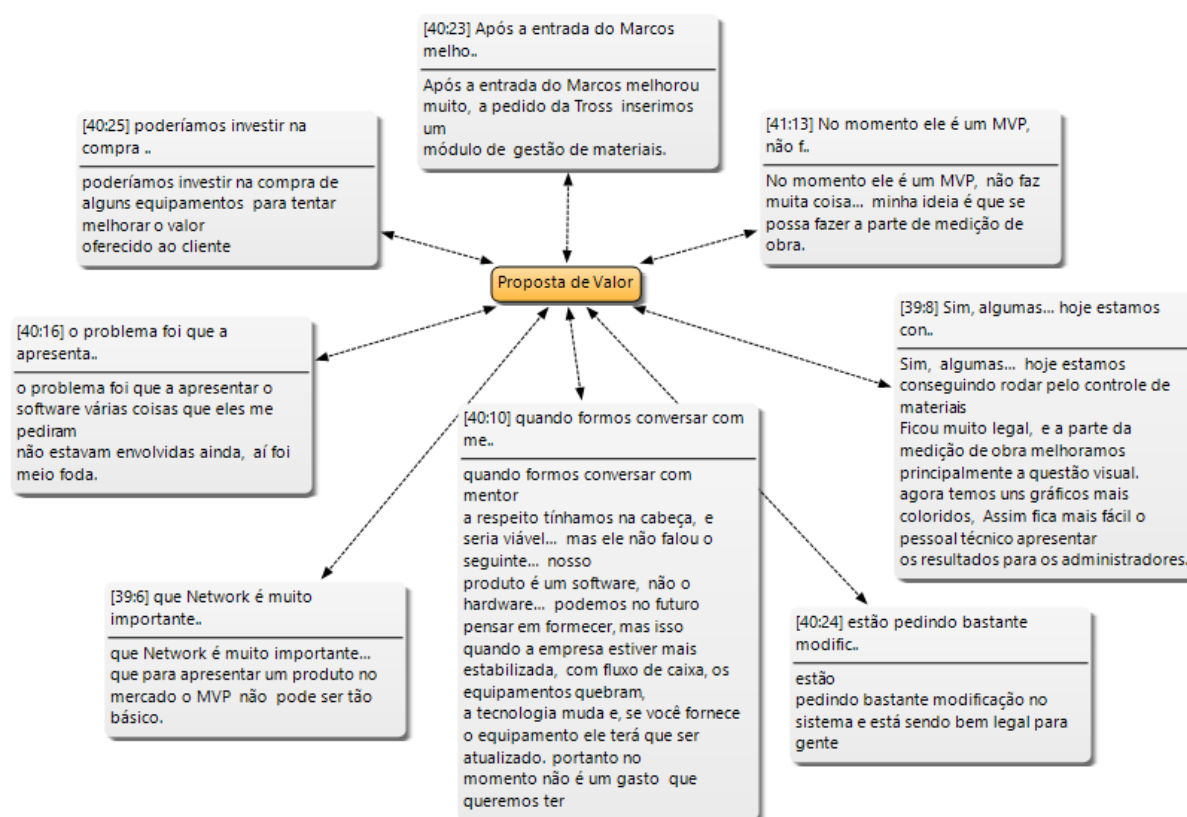 [40:23] Após a entrada do Marcos
melho..
Após a entrada do Marcos melhorou
muito, a pedido da Tross inserimos
um
módulo de gestão de materiais.
[40:25] poderíamos investir na
compra ..
poderíamos investir na compra de
alguns equipamentos para tentar
melhorar o valor
oferecido ao cliente
[41:13] No momento ele é um MVP,
não f..
No momento ele é um MVP, não faz
muita coisa... minha ideia é que se
possa fazer a parte de medição de
obra.
Proposta de Valor
[40:16] o problema foi que a
apresenta..
o problema foi que a apresentar o
software várias coisas que eles me
pediram
não estavam envolvidas ainda, aí foi
meio foda.
[39:8] Sim, algumas... hoje estamos
con..
Sim, algumas... hoje estamos
conseguindo rodar pelo controle de
materiais
Ficou muito legal, e a parte da
medição de obra melhoramos
principalmente a questão visual.
agora temos uns gráficos mais
coloridos, Assim fica mais fácil o
pessoal técnico apresentar
os resultados para os administradores.
[40:10] quando formos conversar com
me..
quando formos conversar com
mentor
a respeito tínhamos na cabeça, e
seria viável... mas ele não falou o
seguinte... nosso
produto é um software, não o
hardware... podemos no futuro
pensar em formecer, mas isso
quando a empresa estiver mais
estabilizada, com fluxo de caixa, os
equipamentos quebram,
a tecnologia muda e, se você fornece
o equipamento ele terá que ser
atualizado. portanto no
momento não é um gasto que
queremos ter
[39:6] que Network é muito
importante..
que Network é muito importante...
que para apresentar um produto no
mercado o MVP não pode ser tão
básico.
[40:24] estão pedindo bastante
modific..
estão
pedindo bastante modificação no
sistema e está sendo bem legal para
gente